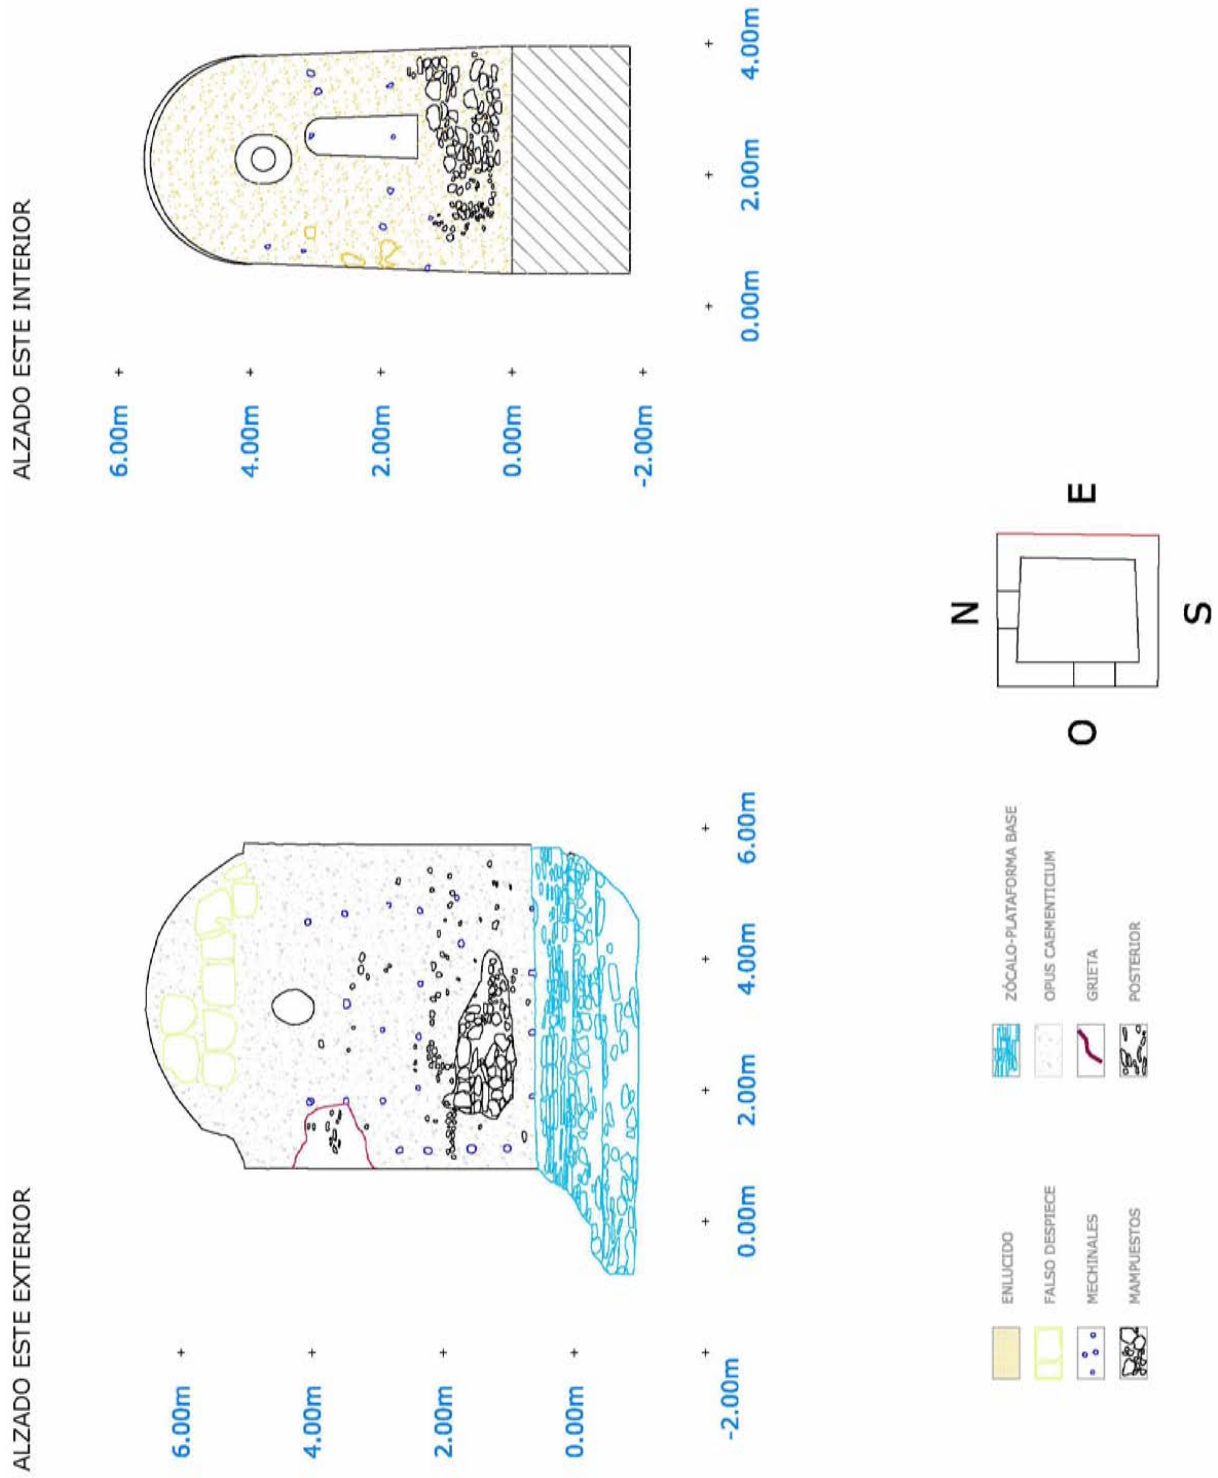 ALZADO ESTE EXTERIOR
6.00m
4.00m
2.00m
0.00m
-2.00m
0.00m
2.00m
4.00m
6.00m
ALZADO ESTE INTERIOR
6.00m
4.00m
2.00m
0.00m
-2.00m
0.00m
2.00m
4.00m
ENLUCIDO
FALSO DESPIECE
MECHINALES
MAMPUESTOS
ZÓCALO-PLATAFORMA BASE
OPUS CAEMENTICIUM
GRIETA
POSTERIOR
N
E
S
O